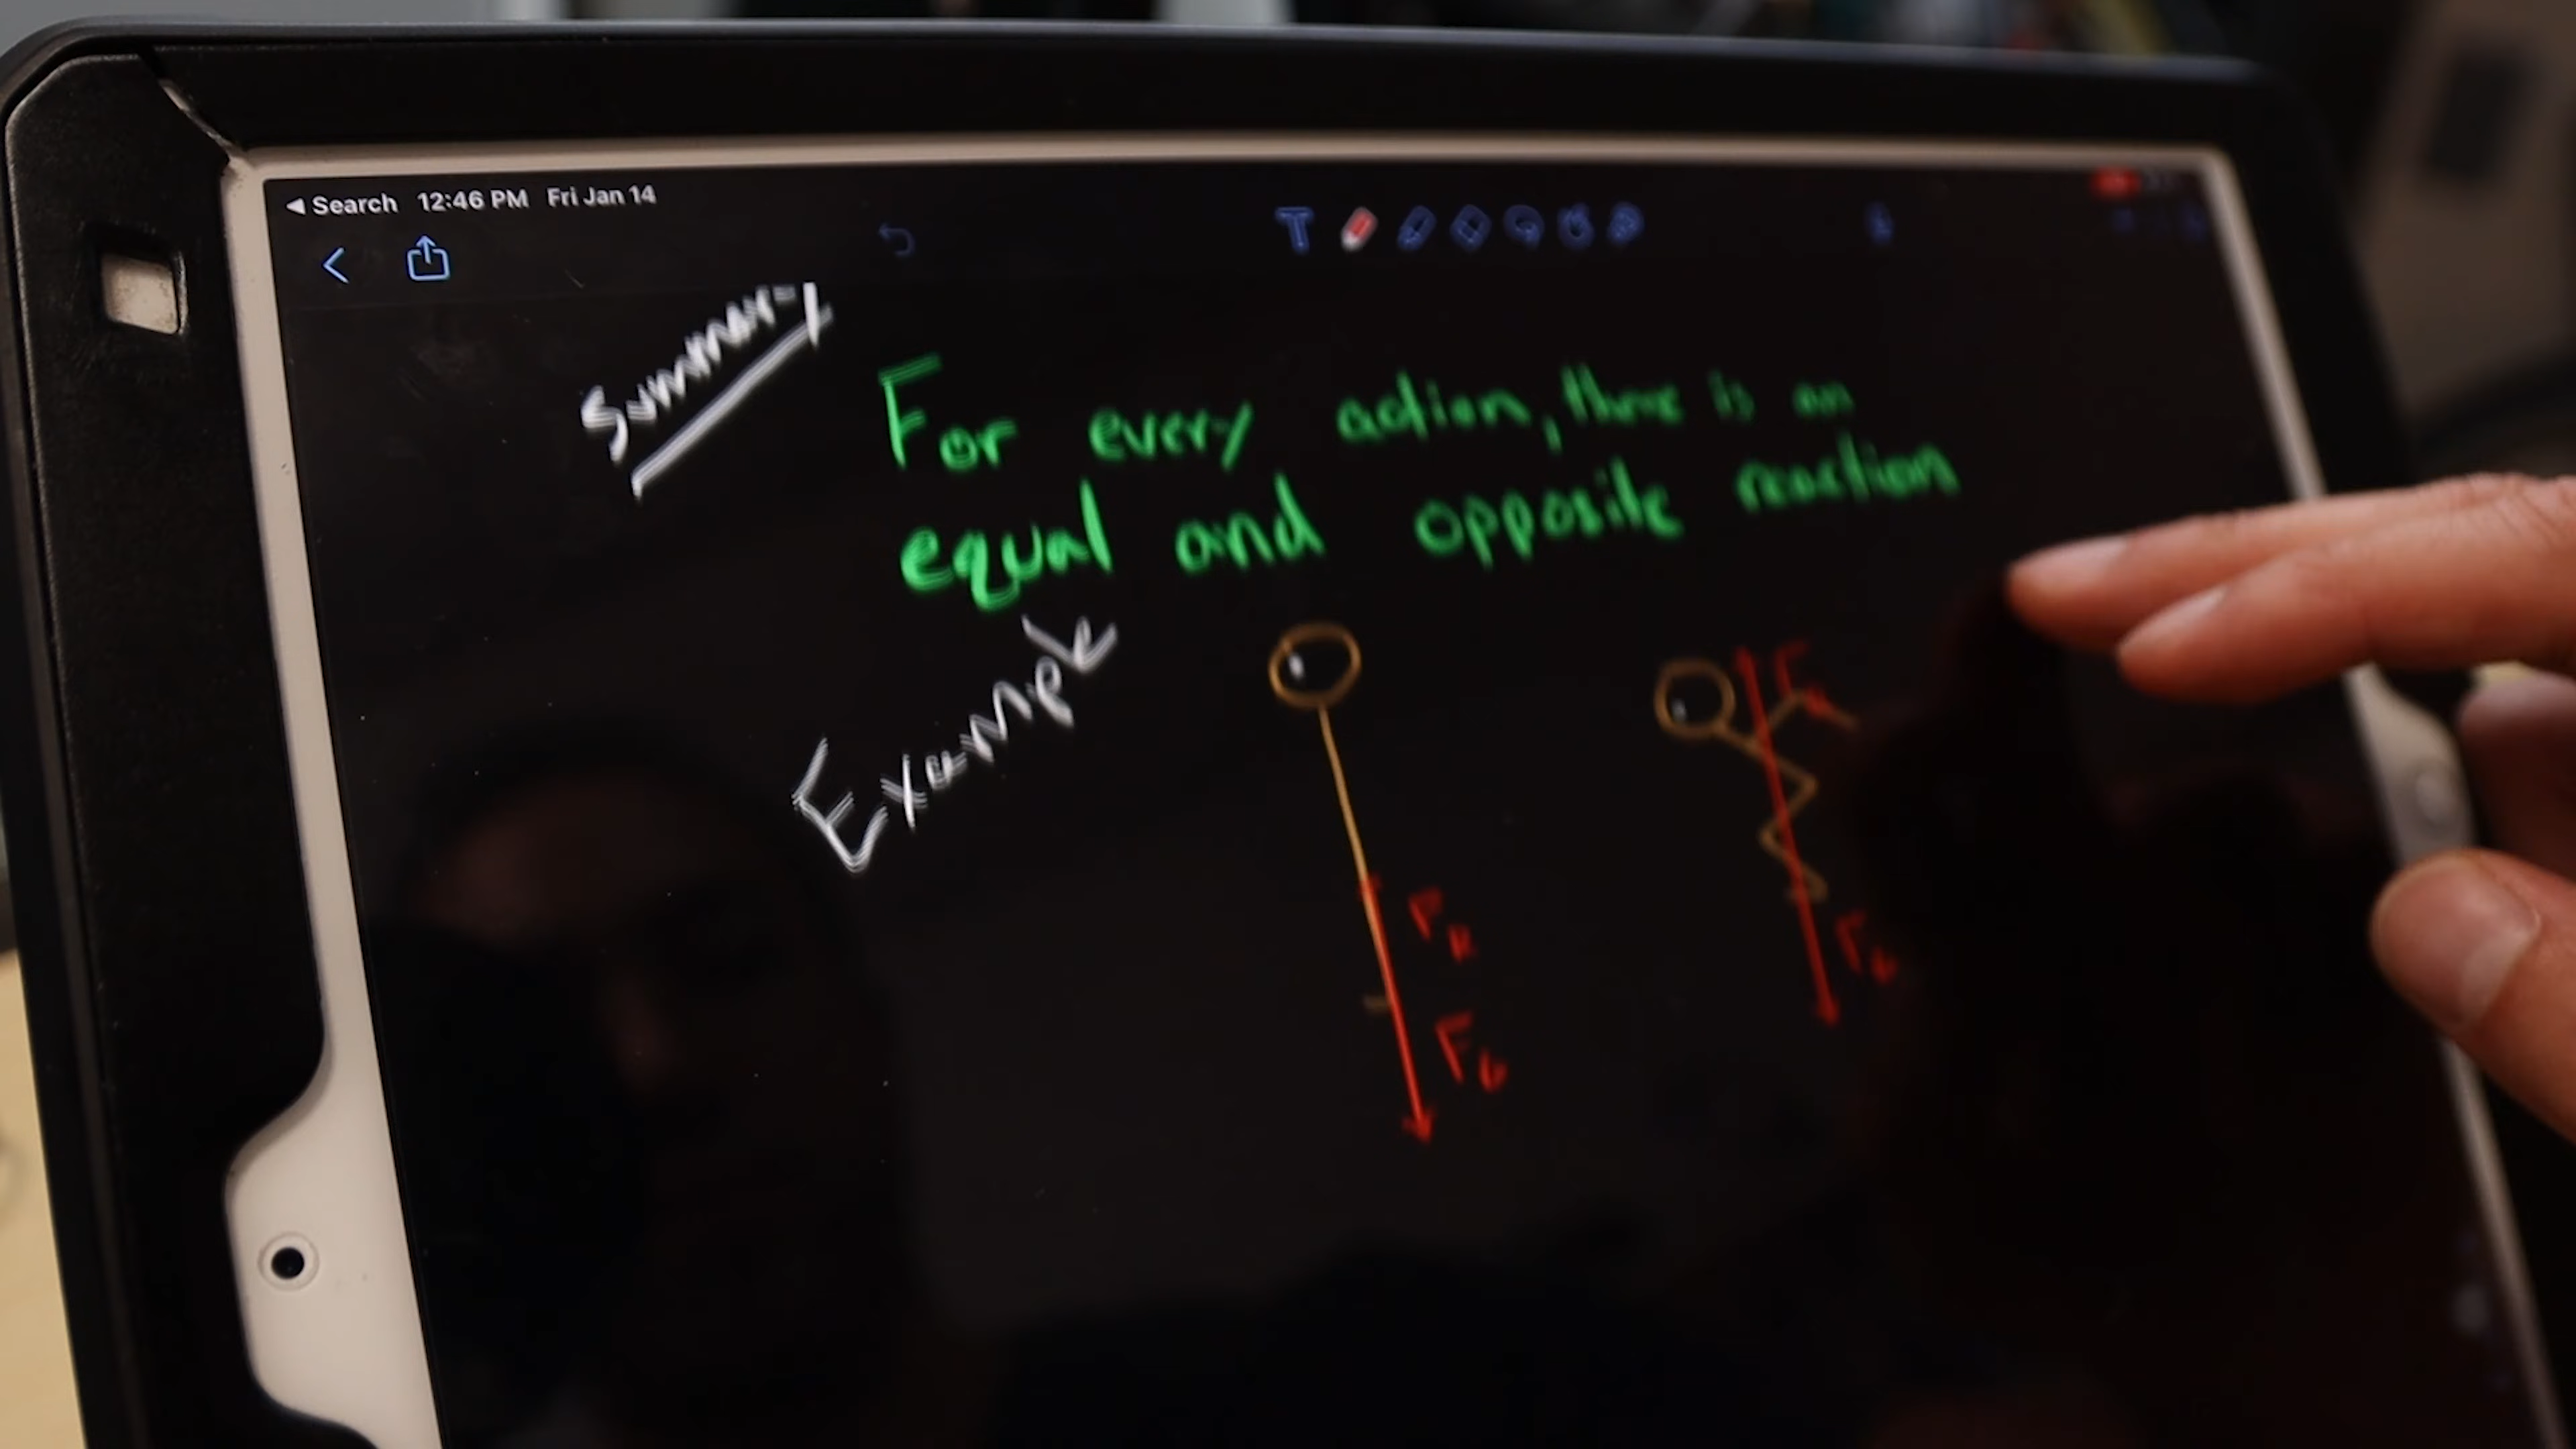 Search 12:46 PM Fri Jan 14
Summary
For every action, there is an
equal and opposite reaction
Example